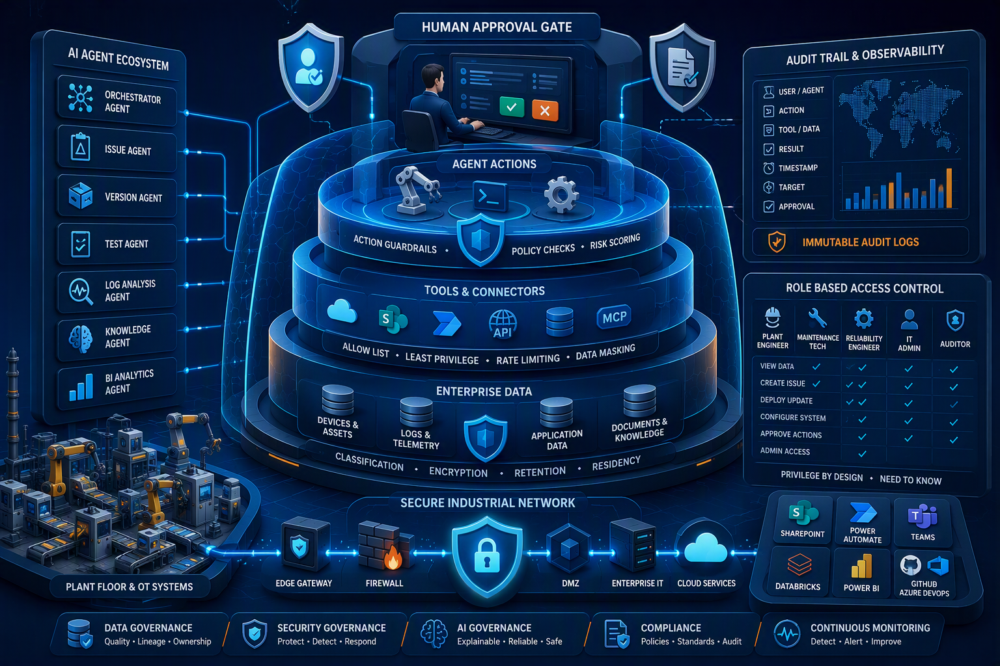 HUMAN APPROVAL GATE
AI AGENT ECOSYSTEM
ORCHESTRATOR
AGENT
ISSUE AGENT
VERSION AGENT
TEST AGENT
LOG ANALYSIS
AGENT
KNOWLEDGE
AGENT
BI ANALYTICS
AGENT
AGENT ACTIONS
ACTION GUARDRAILS • POLICY CHECKS • RISK SCORING
TOOLS & CONNECTORS
S
API
MCP
ALLOW LIST • LEAST PRIVILEGE • RATE LIMITING • DATA MASKING
ENTERPRISE DATA
DEVICES &
ASSETS
LOGS &
TELEMETRY
APPLICATION
DATA
DOCUMENTS &
KNOWLEDGE
CLASSIFICATION • ENCRYPTION • RETENTION • RESIDENCY
AUDIT TRAIL & OBSERVABILITY
USER / AGENT
ACTION
TOOL / DATA
RESULT
TIMESTAMP
TARGET
APPROVAL
IMMUTABLE AUDIT LOGS
ROLE BASED ACCESS CONTROL
PLANT
ENGINEER
MAINTENANCE
TECH
RELIABILITY
ENGINEER
IT
ADMIN
AUDITOR
VIEW DATA
CREATE ISSUE
DEPLOY UPDATE
CONFIGURE SYSTEM
APPROVE ACTIONS
ADMIN ACCESS
PRIVILEGE BY DESIGN • NEED TO KNOW
SECURE INDUSTRIAL NETWORK
PLANT FLOOR & OT SYSTEMS
EDGE GATEWAY
FIREWALL
DMZ
ENTERPRISE IT
CLOUD SERVICES
S
SHAREPOINT
POWER
AUTOMATE
T
TEAMS
DATABRICKS
POWER BI
GITHUB
AZURE DEVOPS
DATA GOVERNANCE
Quality • Lineage • Ownership
SECURITY GOVERNANCE
Protect • Detect • Respond
AI GOVERNANCE
Explainable • Reliable • Safe
COMPLIANCE
Policies • Standards • Audit
CONTINUOUS MONITORING
Detect • Alert • Improve